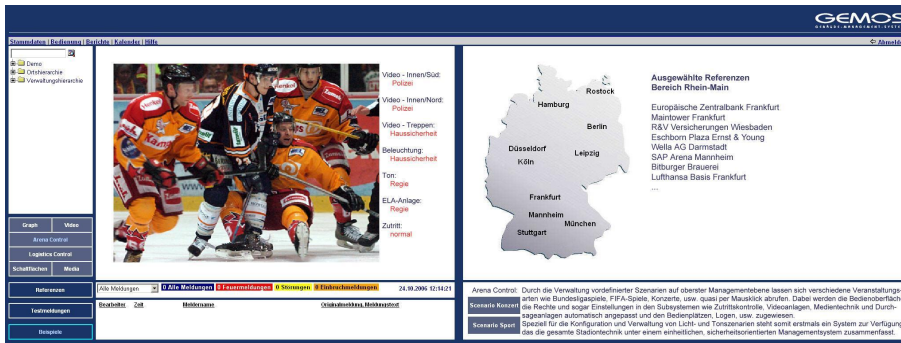 GEMOS
GEBÄUDE-MANAGEMENT-SYSTEM
Stammdaten | Bedienung | Berichte | Kalender | Hilfe
Abmelde
Demo
Ortshierarchie
Verwaltungshierarchie
Graph
Video
Arena Control
Logistics Control
Schaltflächen
Media
Referenzen
Testmeldungen
Beispiele
Henkel
Video - Innen/Süd:
Polizei
Video - Innen/Nord:
Polizei
Video - Treppen:
Haussicherheit
Beleuchtung:
Haussicherheit
Ton:
Regie
ELA-Anlage:
Regie
Zutritt:
normal
Alle Meldungen
0 Alle Meldungen
0 Feuermeldungen
0 Störungen
0 Einbruchmeldungen
24.10.2006 12:14:21
Bearbeiter Zeit Meldername Originalmeldung, Meldungstext
Rostock
Hamburg
Berlin
Düsseldorf
Leipzig
Köln
Frankfurt
Mannheim
München
Stuttgart
Ausgewählte Referenzen
Bereich Rhein-Main
Europäische Zentralbank Frankfurt
Maintower Frankfurt
R&V Versicherungen Wiesbaden
Eschborn Plaza Ernst & Young
Wella AG Darmstadt
SAP Arena Mannheim
Bitburger Brauerei
Lufthansa Basis Frankfurt
...
Arena Control: Durch die Verwaltung vordefinierter Szenarien auf oberster Managementebene lassen sich verschiedene Veranstaltungs-
arten wie Bundesligaspiele, FIFA-Spiele, Konzerte, usw. quasi per Mausklick abrufen. Dabei werden die Bedienoberfläche
Szenario Konzert
die Rechte und sogar Einstellungen in den Subsystemen wie Zutrittskontrolle, Videoanlagen, Medientechnik und Durch-
sageanlagen automatisch angepasst und den Bedienplätzen, Logen, usw. zugewiesen.
Szenario Sport
Speziell für die Konfiguration und Verwaltung von Licht- und Tonszenarien steht somit erstmals ein System zur Verfügung
das die gesamte Stadiontechnik unter einem einheitlichen, sicherheitsorientierten Managementsystem zusammenfasst.